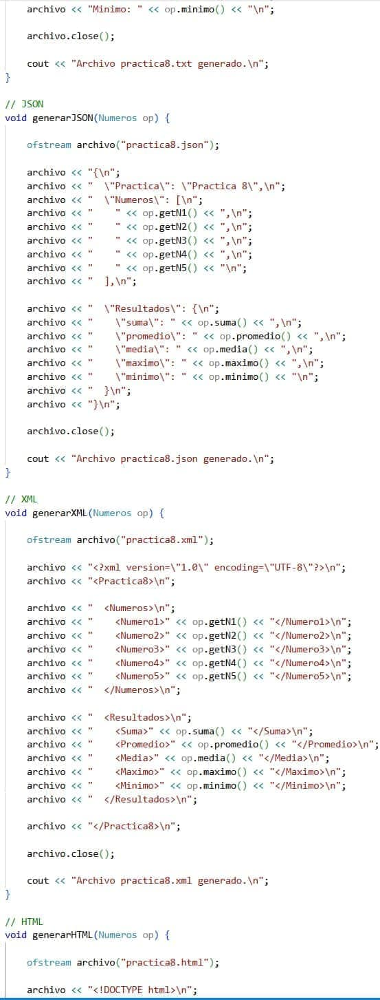 archivo << "Minimo: " << op.minimo() << "\n";
archivo.close();
cout << "Archivo practica8.txt generado.\n";
}
// JSON
void generarJSON(Numeros op) {
ofstream archivo("practica8.json");
archivo << "{\n";
archivo << "  \"Practica\": \"Practica 8\",\n";
archivo << "  \"Numeros\": [\n";
archivo << "    " << op.getN1() << ",\n";
archivo << "    " << op.getN2() << ",\n";
archivo << "    " << op.getN3() << ",\n";
archivo << "    " << op.getN4() << ",\n";
archivo << "    " << op.getN5() << "\n";
archivo << "  ],\n";
archivo << "  \"Resultados\": {\n";
archivo << "    \"suma\": " << op.suma() << ",\n";
archivo << "    \"promedio\": " << op.promedio() << ",\n";
archivo << "    \"media\": " << op.media() << ",\n";
archivo << "    \"maximo\": " << op.maximo() << ",\n";
archivo << "    \"minimo\": " << op.minimo() << "\n";
archivo << "  }\n";
archivo << "}\n";
archivo.close();
cout << "Archivo practica8.json generado.\n";
}
// XML
void generarXML(Numeros op) {
ofstream archivo("practica8.xml");
archivo << "<?xml version=\"1.0\" encoding=\"UTF-8\"?>\n";
archivo << "<Practica8>\n";
archivo << "  <Numeros>\n";
archivo << "    <Numero1>" << op.getN1() << "</Numero1>\n";
archivo << "    <Numero2>" << op.getN2() << "</Numero2>\n";
archivo << "    <Numero3>" << op.getN3() << "</Numero3>\n";
archivo << "    <Numero4>" << op.getN4() << "</Numero4>\n";
archivo << "    <Numero5>" << op.getN5() << "</Numero5>\n";
archivo << "  </Numeros>\n";
archivo << "  <Resultados>\n";
archivo << "    <Suma>" << op.suma() << "</Suma>\n";
archivo << "    <Promedio>" << op.promedio() << "</Promedio>\n";
archivo << "    <Media>" << op.media() << "</Media>\n";
archivo << "    <Maximo>" << op.maximo() << "</Maximo>\n";
archivo << "    <Minimo>" << op.minimo() << "</Minimo>\n";
archivo << "  </Resultados>\n";
archivo << "</Practica8>\n";
archivo.close();
cout << "Archivo practica8.xml generado.\n";
}
// HTML
void generarHTML(Numeros op) {
ofstream archivo("practica8.html");
archivo << "<!DOCTYPE html>\n";